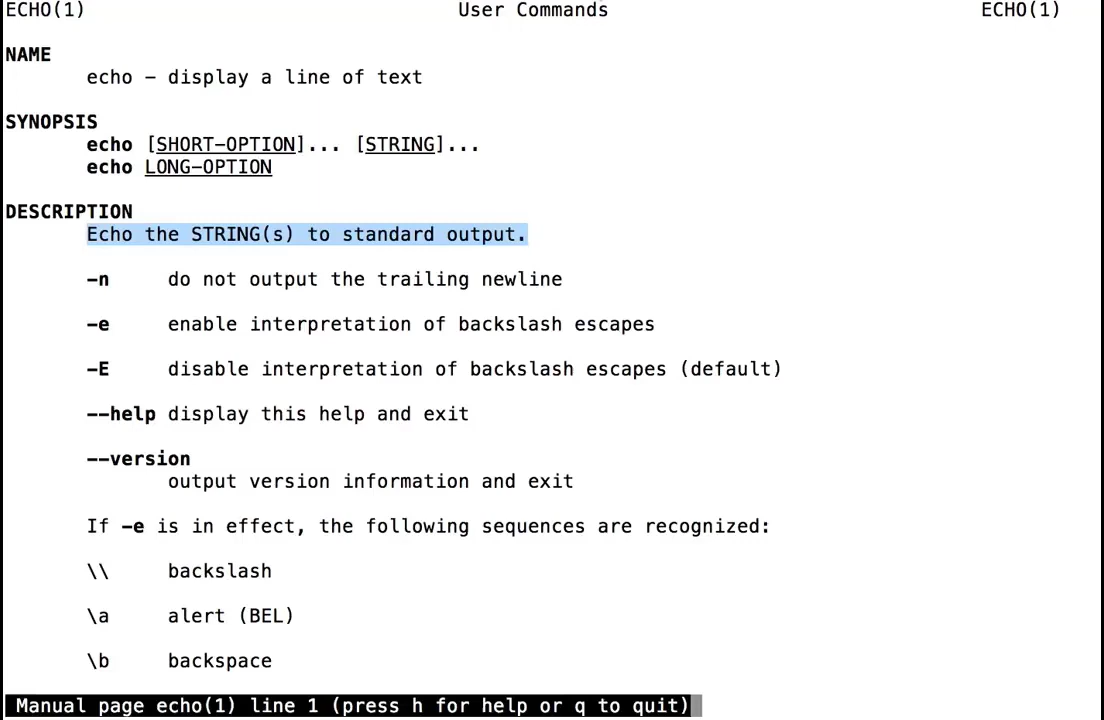 ECHO(1) User Commands ECHO(1)
NAME
echo – display a line of text
SYNOPSIS
echo [SHORT-OPTION]... [STRING]...
echo LONG-OPTION
DESCRIPTION
Echo the STRING(s) to standard output.
-n do not output the trailing newline
-e enable interpretation of backslash escapes
-E disable interpretation of backslash escapes (default)
--help display this help and exit
--version
output version information and exit
If -e is in effect, the following sequences are recognized:
\\ backslash
\a alert (BEL)
\b backspace
Manual page echo(1) line 1 (press h for help or q to quit)